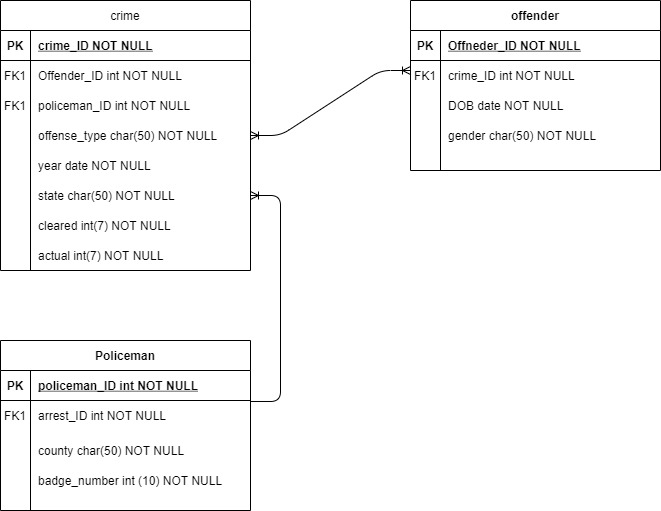 crime
PK crime_ID NOT NULL
FK1 Offender_ID int NOT NULL
FK1 policeman_ID int NOT NULL
offense_type char(50) NOT NULL
year date NOT NULL
state char(50) NOT NULL
cleared int(7) NOT NULL
actual int(7) NOT NULL
offender
PK Offneder_ID NOT NULL
FK1 crime_ID int NOT NULL
DOB date NOT NULL
gender char(50) NOT NULL
Policeman
PK policeman_ID int NOT NULL
FK1 arrest_ID int NOT NULL
county char(50) NOT NULL
badge_number int (10) NOT NULL